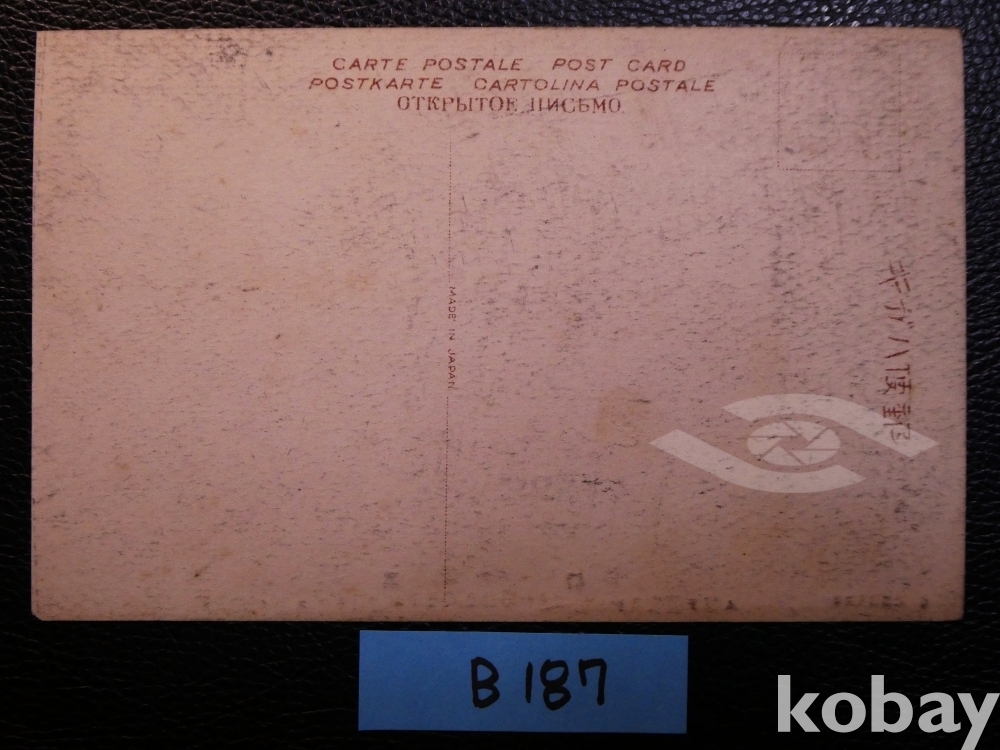 CARTE POSTALE POST CARD
POSTKARTE CARTOLINA POSTALE
ОТКРЫТОЕ ПИСЬМО
MADE IN JAPAN
B 187
kobay